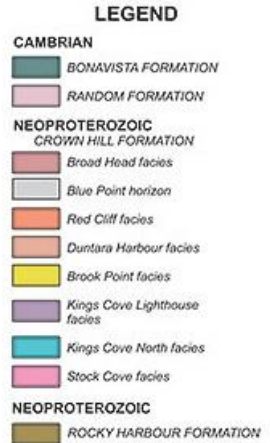 LEGEND
CAMBRIAN
BONAVISTA FORMATION
RANDOM FORMATION
NEOPROTEROZOIC
CROWN HILL FORMATION
Broad Head facies
Blue Point horizon
Red Cliff facies
Duntara Harbour facies
Brook Point facies
Kings Cove Lighthouse
facies
Kings Cove North facies
Stock Cove facies
NEOPROTEROZOIC
ROCKY HARBOUR FORMATION